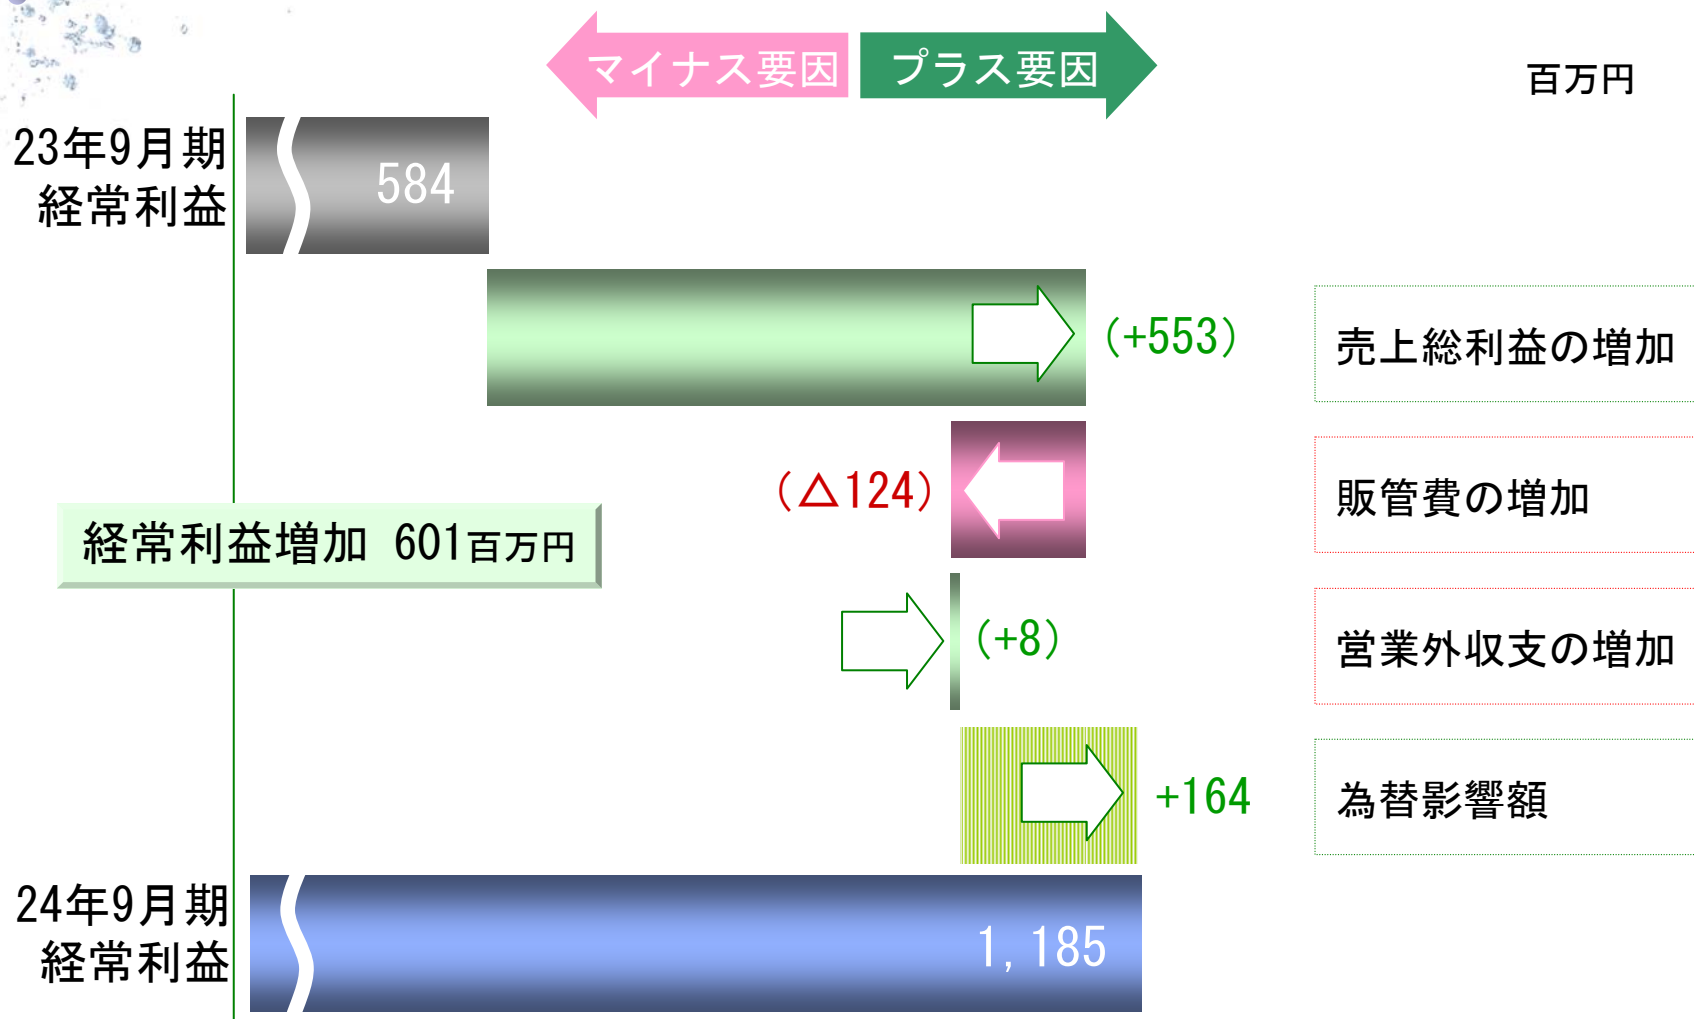 マイナス要因
プラス要因
百万円
23年9月期
経常利益
584
(+553)
売上総利益の増加
(△124)
販管費の増加
経常利益増加 601百万円
(+8)
営業外収支の増加
+164
為替影響額
24年9月期
経常利益
1,185